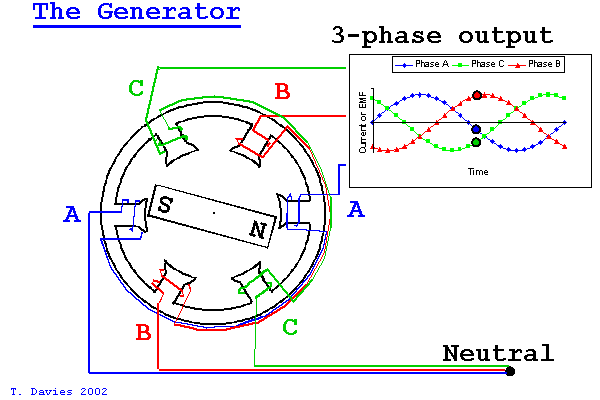 The Generator
3-phase output
Phase A Phase C Phase B
Current or EMF
Time
C
B
S
N
A
A
B
C
Neutral
T. Davies 2002